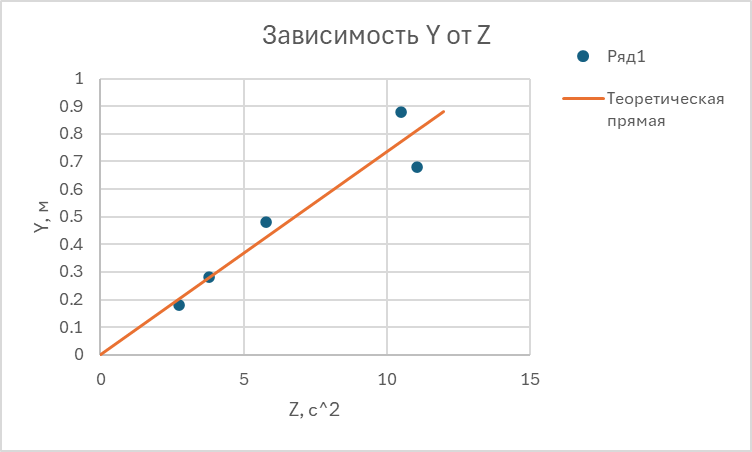 Зависимость Y от Z
Ряд1
Теоретическая
прямая
1
0.9
0.8
0.7
0.6
0.5
0.4
0.3
0.2
0.1
0
Y, м
0 5 10 15
Z, с^2